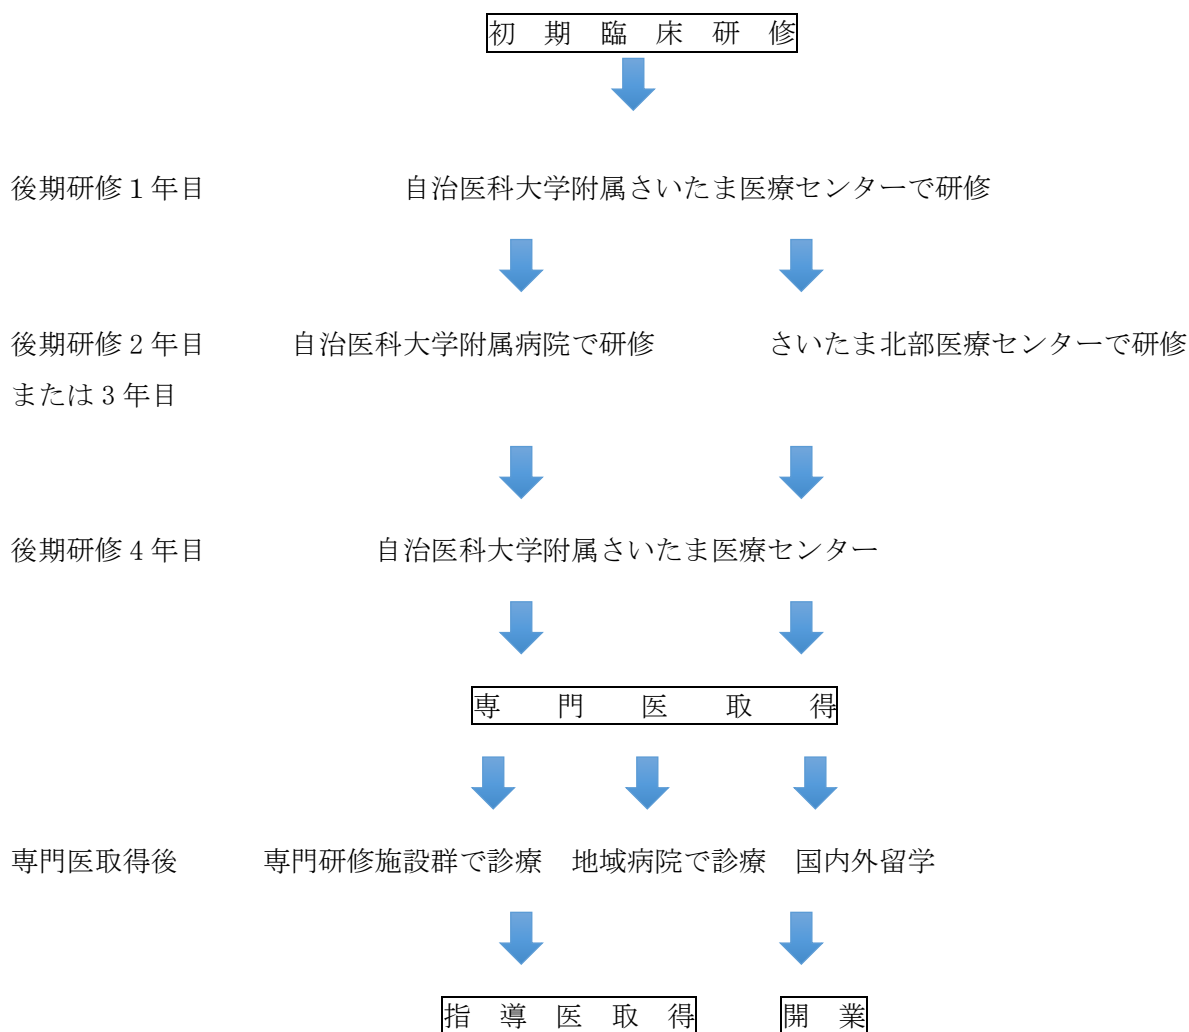 初期臨床研修
後期研修1年目 自治医科大学附属さいたま医療センターで研修
後期研修2年目 自治医科大学附属病院で研修 さいたま北部医療センターで研修
または3年目
後期研修4年目 自治医科大学附属さいたま医療センター
専門医取得
専門医取得後 専門研修施設群で診療 地域病院で診療 国内外留学
指導医取得 開業